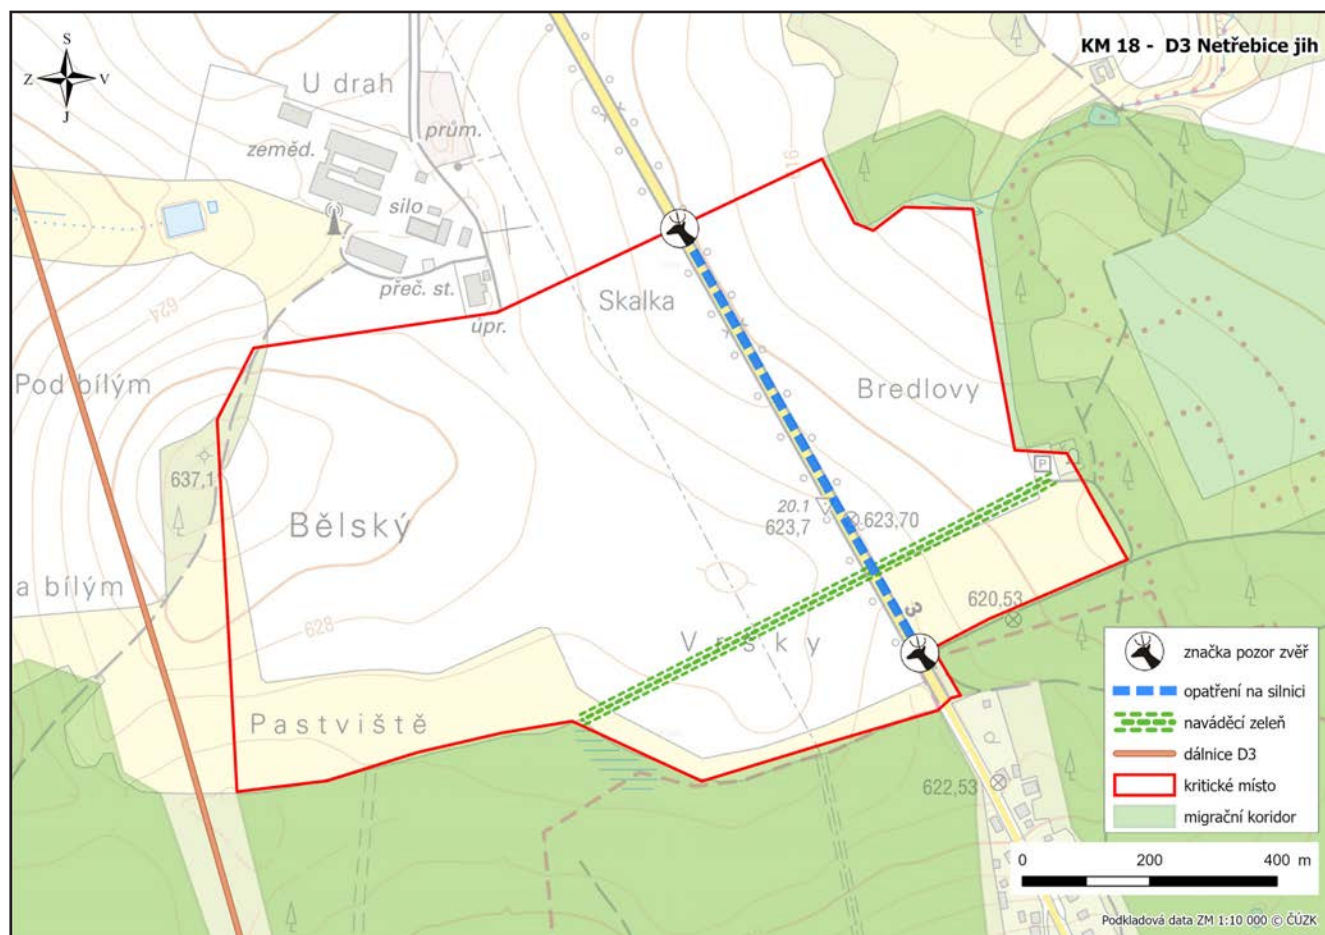 KM 18 - D3 Netřebice jih
S
Z V
J
U drah
prům.
zeměd.
silo
přeč. st.
úpr.
Skalka
624
Pod bílým
Bredlovy
637,1
20.1
623,7
623,70
Bělský
a bílým
628
620,53
3
Vršky
Pastviště
622,53
P
značka pozor zvěř
opatření na silnici
naváděcí zeleň
dálnice D3
kritické místo
migrační koridor
0 200 400 m
Podkladová data ZM 1:10 000 © ČÚZK